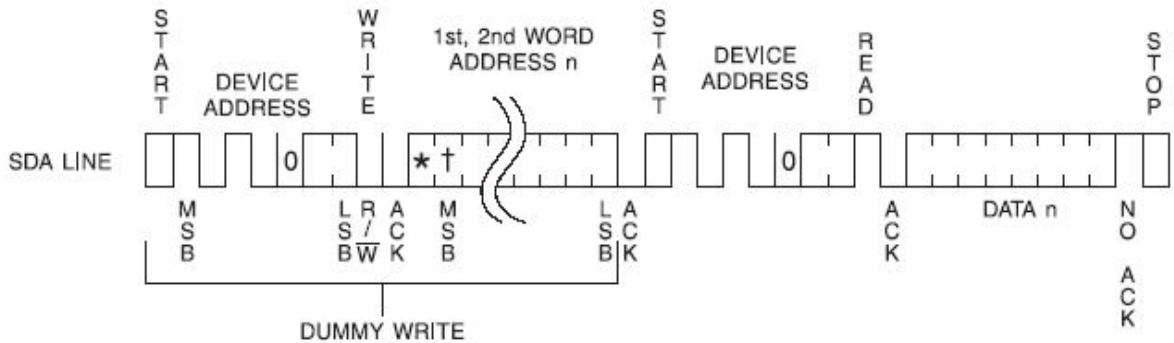 START
DEVICE
ADDRESS
WRITE
1st, 2nd WORD
ADDRESS n
START
DEVICE
ADDRESS
READ
STOP
SDA LINE
0
* †
0
MSB
LSB
R/W
ACK
MSB
LSB
ACK
ACK
DATA n
NO ACK
DUMMY WRITE